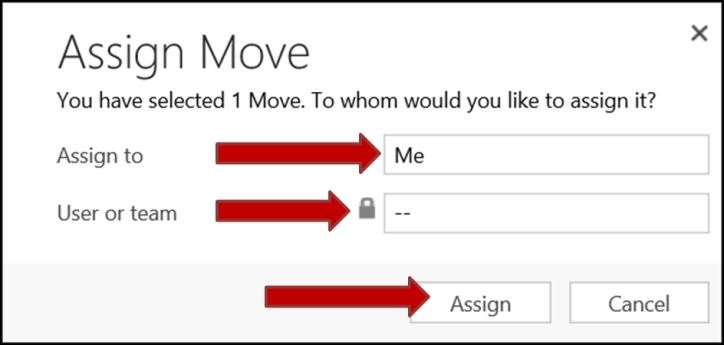 Assign Move
You have selected 1 Move. To whom would you like to assign it?
Assign to
Me
User or team
--
Assign
Cancel